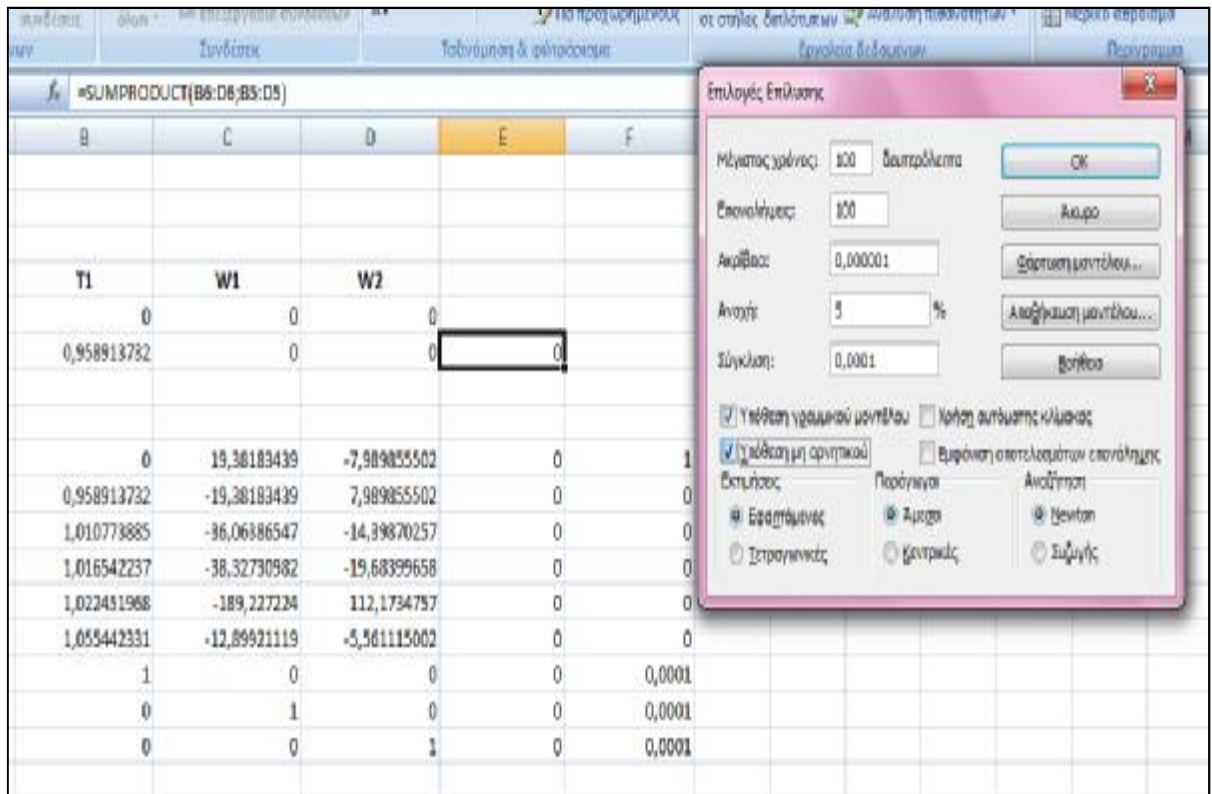 Συνδέσεις Ταξινόμηση & φιλτράρισμα Εργαλεία δεδομένων
fx =SUMPRODUCT(B6:D6;B5:D5)
B C D E F
T1 W1 W2
0 0 0
0,958913732 0 0 0
0 19,38183439 -7,989855502 0 1
0,958913732 -19,38183439 7,989855502 0 0
1,010773885 -36,06386547 -14,39870257 0 0
1,016542237 -38,32730982 -19,68399658 0 0
1,022451968 -189,227224 112,1734757 0 0
1,055442331 -12,89921119 -5,561115002 0 0
1 0 0 0 0,0001
0 1 0 0 0,0001
0 0 1 0 0,0001
Επιλογές Επίλυσης
Μέγιστος χρόνος: 100 δευτερόλεπτα OK
Επαναλήψεις: 100 Άκυρο
Ακρίβεια: 0,000001 Φόρτωση μοντέλου...
Ανοχή: 5 % Αποθήκευση μοντέλου...
Σύγκλιση: 0,0001 Βοήθεια
Υπόθεση γραμμικού μοντέλου Χρήση αυτόματης κλίμακας
Υπόθεση μη αρνητικού Εμφάνιση αποτελεσμάτων επανάληψης
Εκτιμήσεις Παράγωγοι Αναζήτηση
Εφαπτόμενες Άμεσα Newton
Τετραγωνικές Κεντρικές Συζυγής